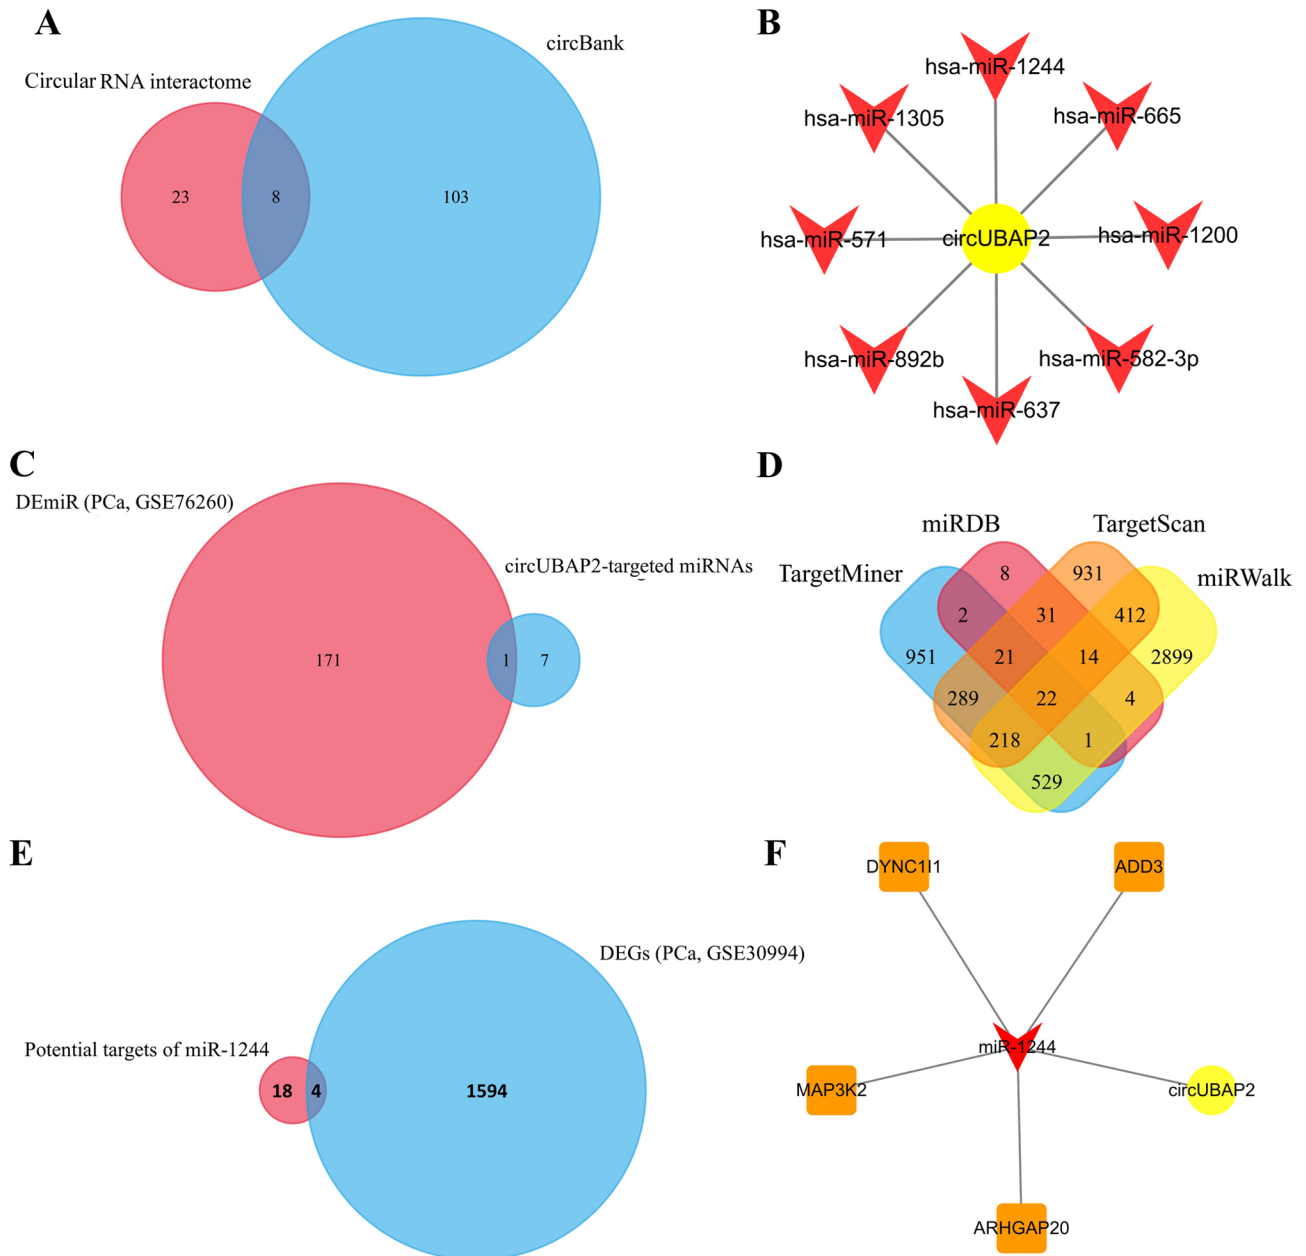 A
circBank
Circular RNA interactome
23
8
103
B
hsa-miR-1244
hsa-miR-1305
hsa-miR-665
hsa-miR-571
circUBAP2
hsa-miR-1200
hsa-miR-892b
hsa-miR-582-3p
hsa-miR-637
C
DEmiR (PCa, GSE76260)
circUBAP2-targeted miRNAs
171
1
7
D
miRDB
TargetScan
TargetMiner
miRWalk
8
931
2
31
412
951
21
14
2899
289
22
4
218
1
529
E
DEGs (PCa, GSE30994)
Potential targets of miR-1244
18
4
1594
F
DYNC1I1
ADD3
miR-1244
MAP3K2
circUBAP2
ARHGAP20